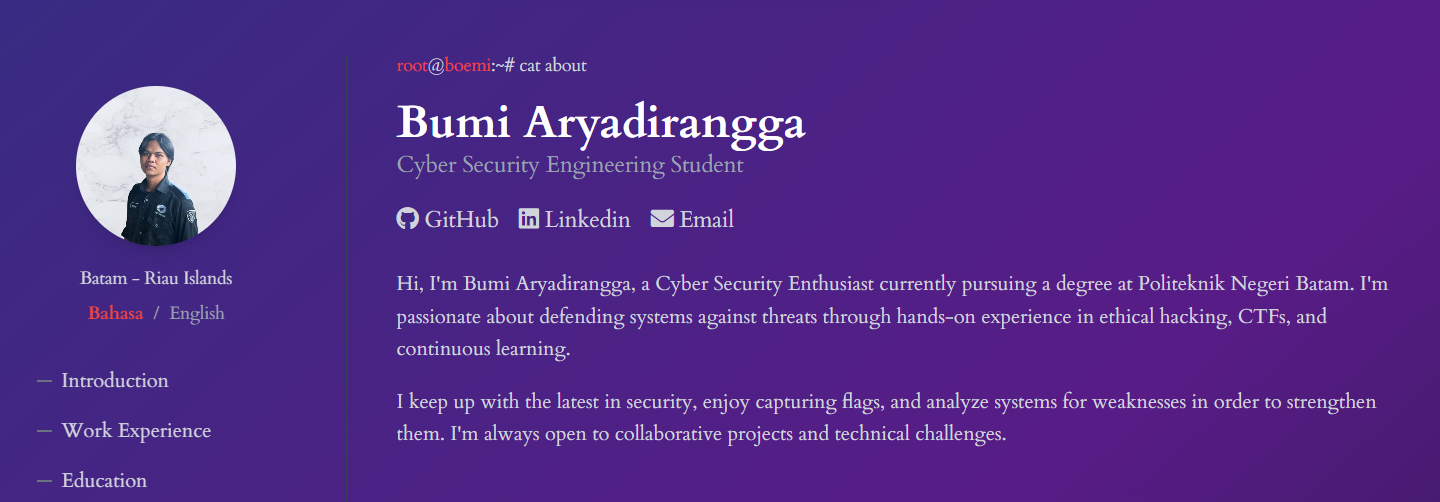 root@boemi:~# cat about
Bumi Aryadirangga
Cyber Security Engineering Student
GitHub Linkedin Email
Hi, I'm Bumi Aryadirangga, a Cyber Security Enthusiast currently pursuing a degree at Politeknik Negeri Batam. I'm
passionate about defending systems against threats through hands-on experience in ethical hacking, CTFs, and
continuous learning.
I keep up with the latest in security, enjoy capturing flags, and analyze systems for weaknesses in order to strengthen
them. I'm always open to collaborative projects and technical challenges.
Batam - Riau Islands
Bahasa / English
— Introduction
— Work Experience
— Education